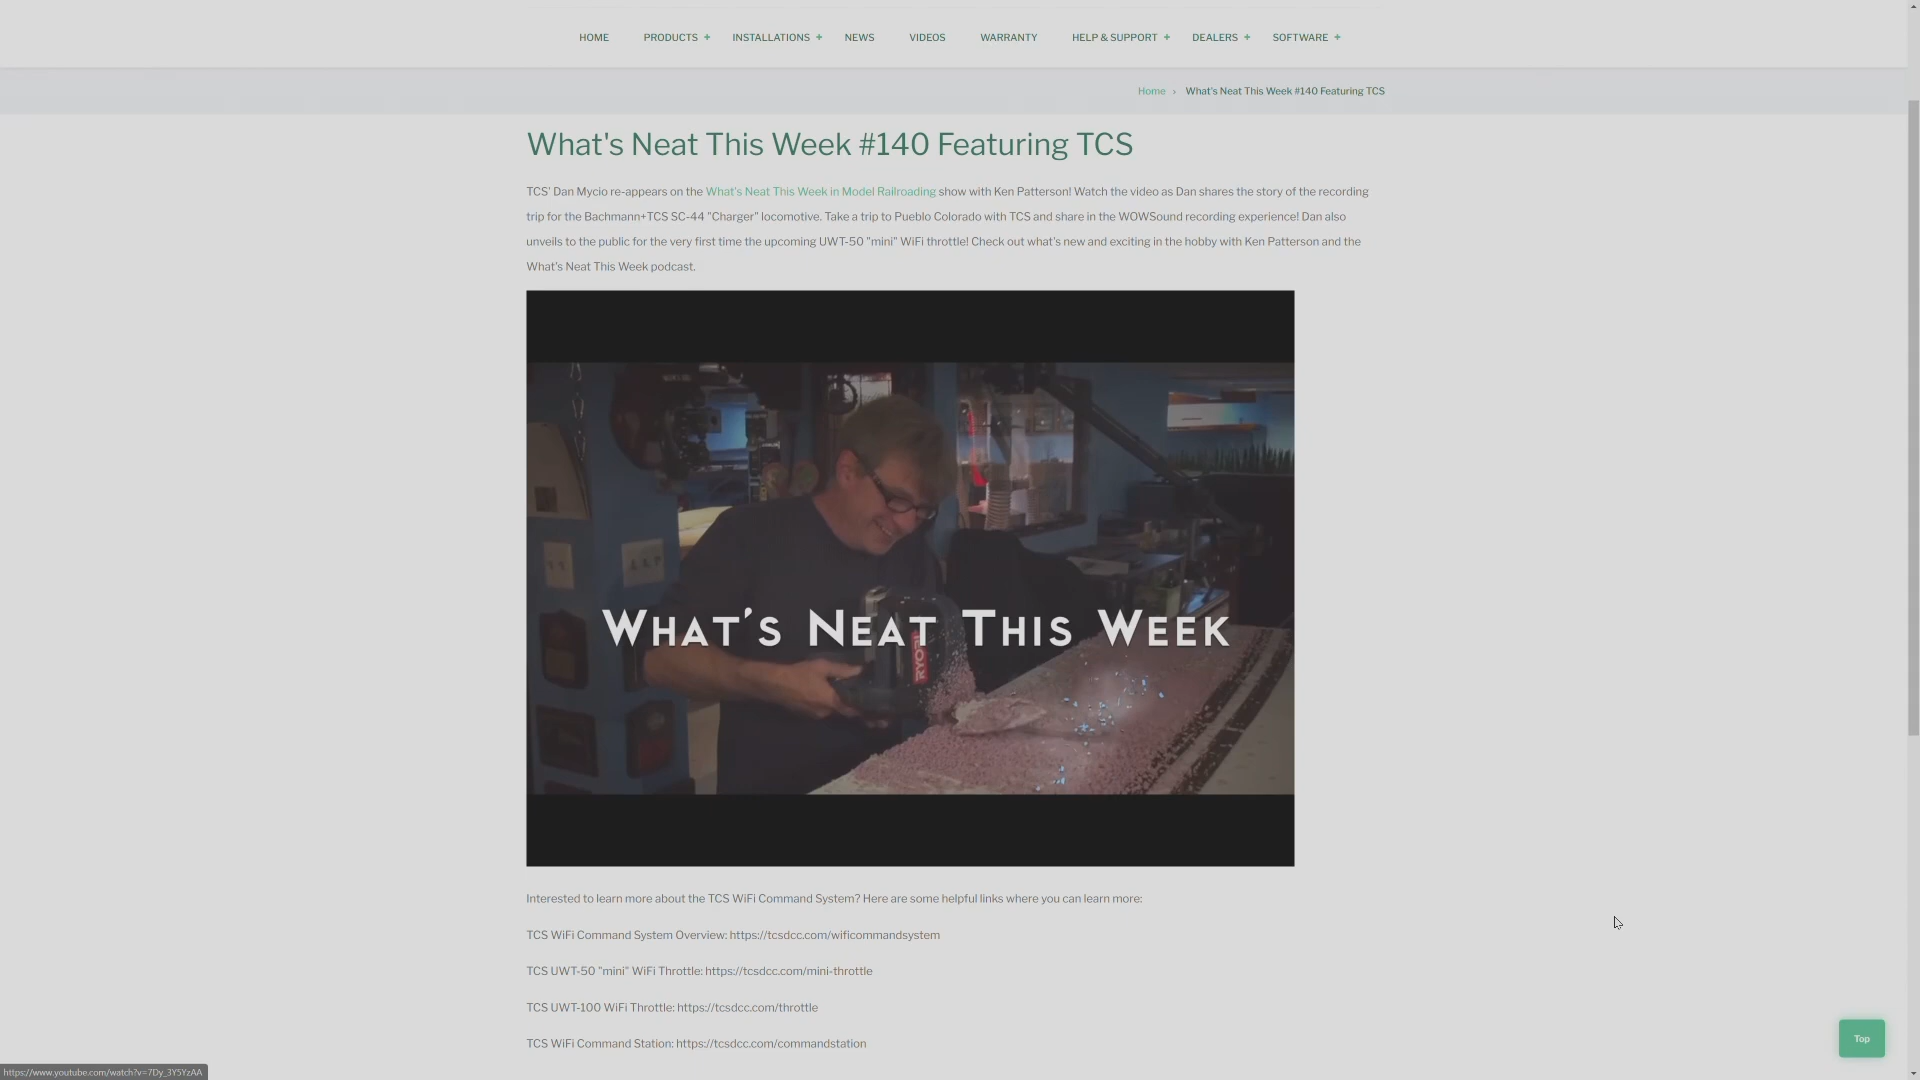 HOME PRODUCTS + INSTALLATIONS + NEWS VIDEOS WARRANTY HELP & SUPPORT + DEALERS + SOFTWARE +
Home › What's Neat This Week #140 Featuring TCS
What's Neat This Week #140 Featuring TCS
TCS' Dan Mycio re-appears on the What's Neat This Week in Model Railroading show with Ken Patterson! Watch the video as Dan shares the story of the recording
trip for the Bachmann+TCS SC-44 "Charger" locomotive. Take a trip to Pueblo Colorado with TCS and share in the WOWSound recording experience! Dan also
unveils to the public for the very first time the upcoming UWT-50 "mini" WiFi throttle! Check out what's new and exciting in the hobby with Ken Patterson and the
What's Neat This Week podcast.
What's Neat This Week
RYOBI
Interested to learn more about the TCS WiFi Command System? Here are some helpful links where you can learn more:
TCS WiFi Command System Overview: https://tcsdcc.com/wificommandsystem
TCS UWT-50 "mini" WiFi Throttle: https://tcsdcc.com/mini-throttle
TCS UWT-100 WiFi Throttle: https://tcsdcc.com/throttle
TCS WiFi Command Station: https://tcsdcc.com/commandstation
Top
https://www.youtube.com/watch?v=7Dy_3Y5YzAA